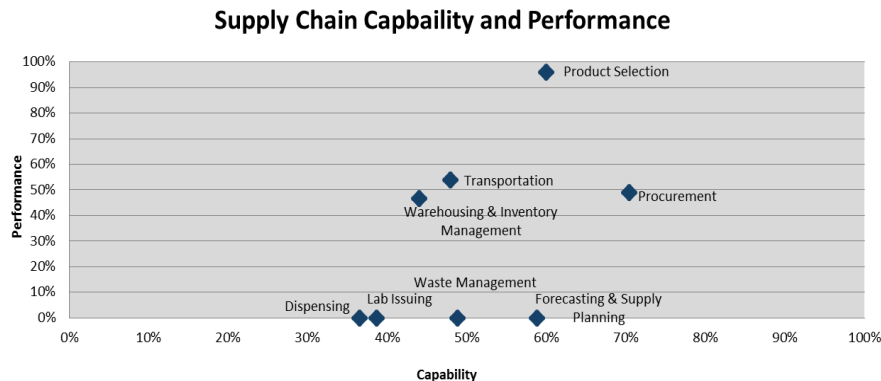 Supply Chain Capbaility and Performance
100%
90%
80%
70%
60%
50%
40%
30%
20%
10%
0%
Performance
Product Selection
Transportation
Procurement
Warehousing & Inventory
Management
Waste Management
Dispensing
Lab Issuing
Forecasting & Supply
Planning
0%
10%
20%
30%
40%
50%
60%
70%
80%
90%
100%
Capability